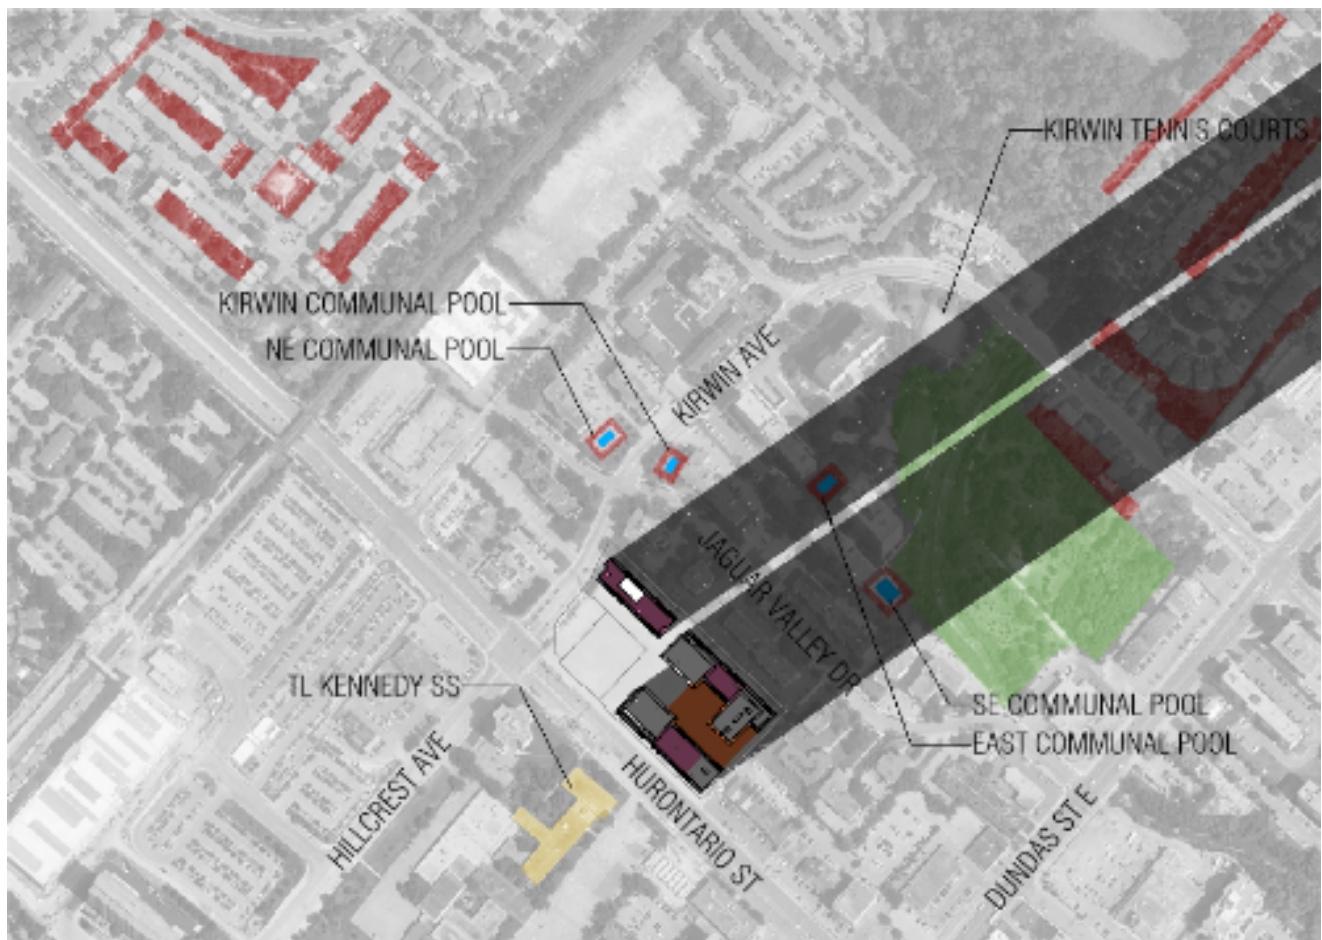 KIRWIN TENNIS COURTS
KIRWIN COMMUNAL POOL
NE COMMUNAL POOL
KIRWIN AVE
JAGUAR VALLEY DR
TL KENNEDY SS
SE COMMUNAL POOL
EAST COMMUNAL POOL
HILLCREST AVE
HURONTARIO ST
DUNDAS ST E